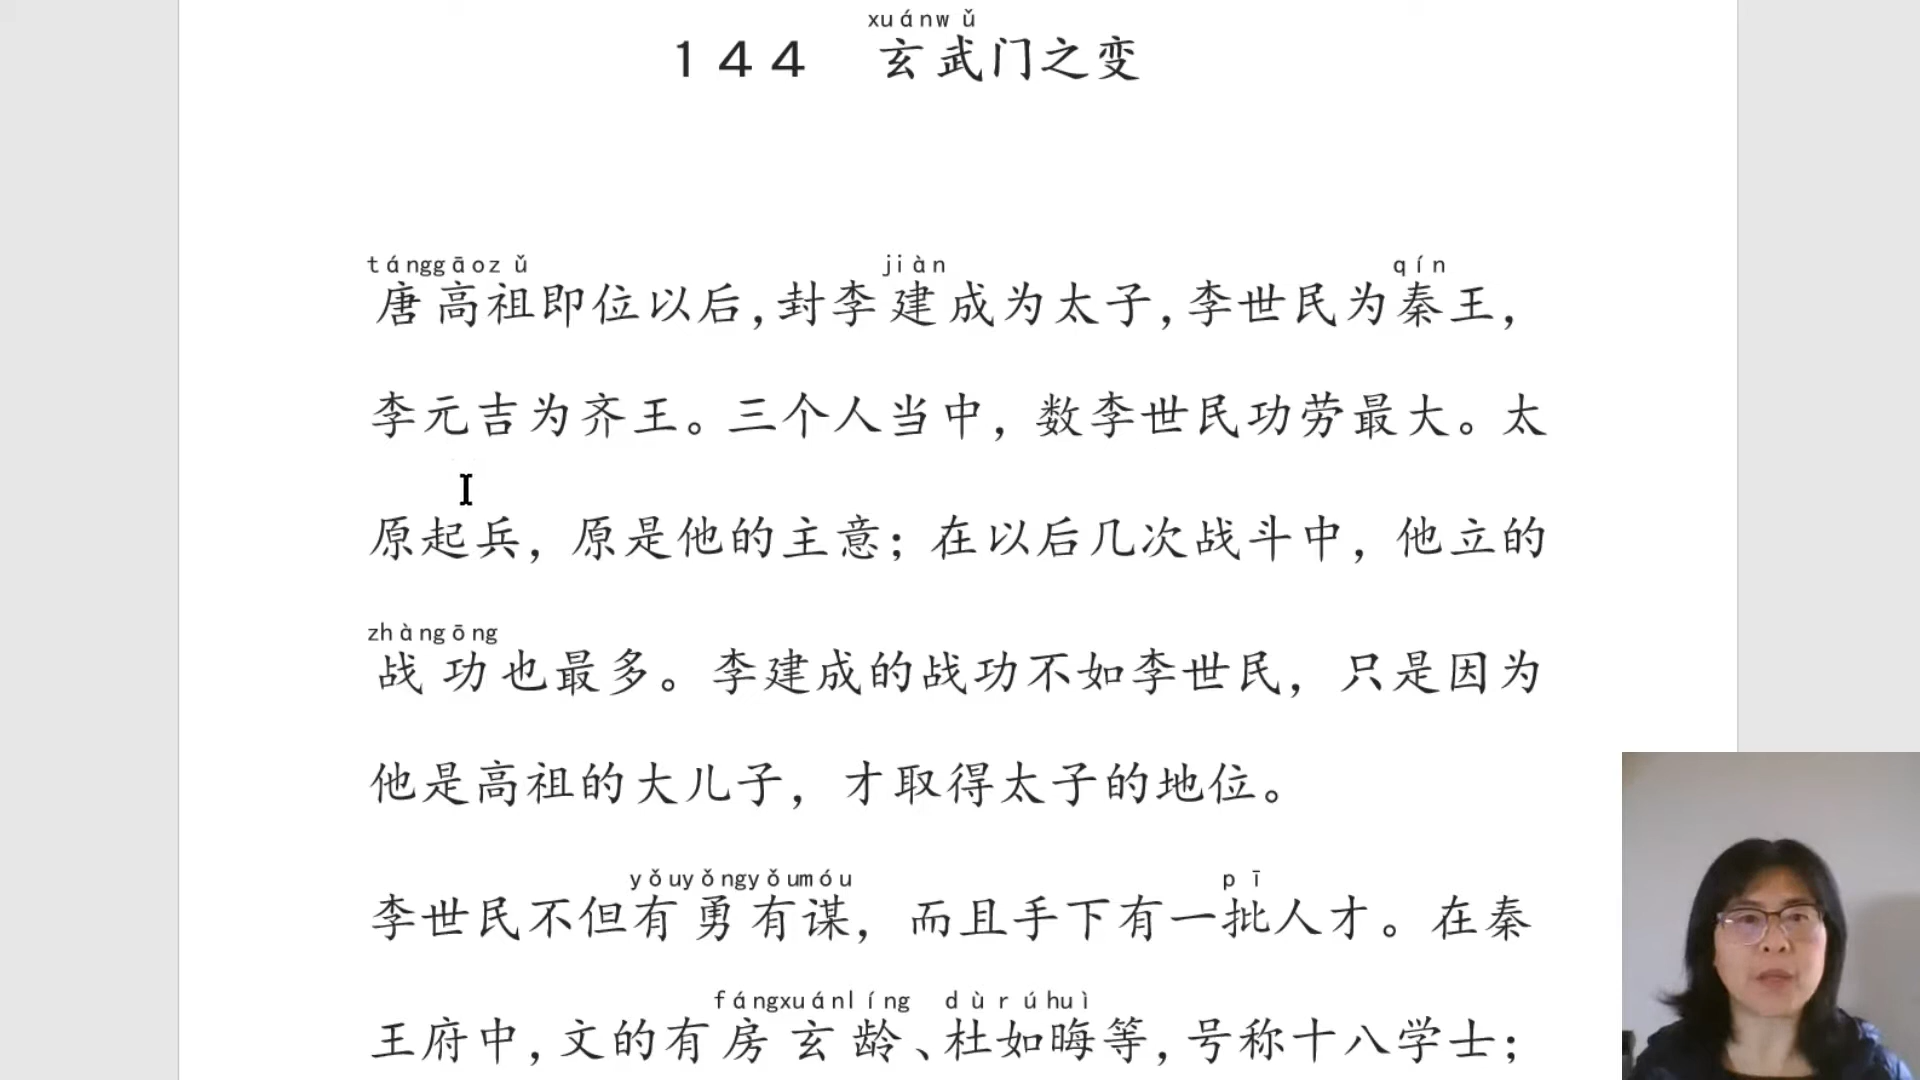 xuánwǔ
144 玄武门之变
tánggāozǔ jiàn qín
唐高祖即位以后，封李建成为太子，李世民为秦王，
李元吉为齐王。三个人当中，数李世民功劳最大。太
原起兵，原是他的主意；在以后几次战斗中，他立的
zhàngōng
战功也最多。李建成的战功不如李世民，只是因为
他是高祖的大儿子，才取得太子的地位。
yǒuyǒngyǒumóu pī
李世民不但有勇有谋，而且手下有一批人才。在秦
fángxuánlíng dùrúhuì
王府中，文的有房玄龄、杜如晦等，号称十八学士；